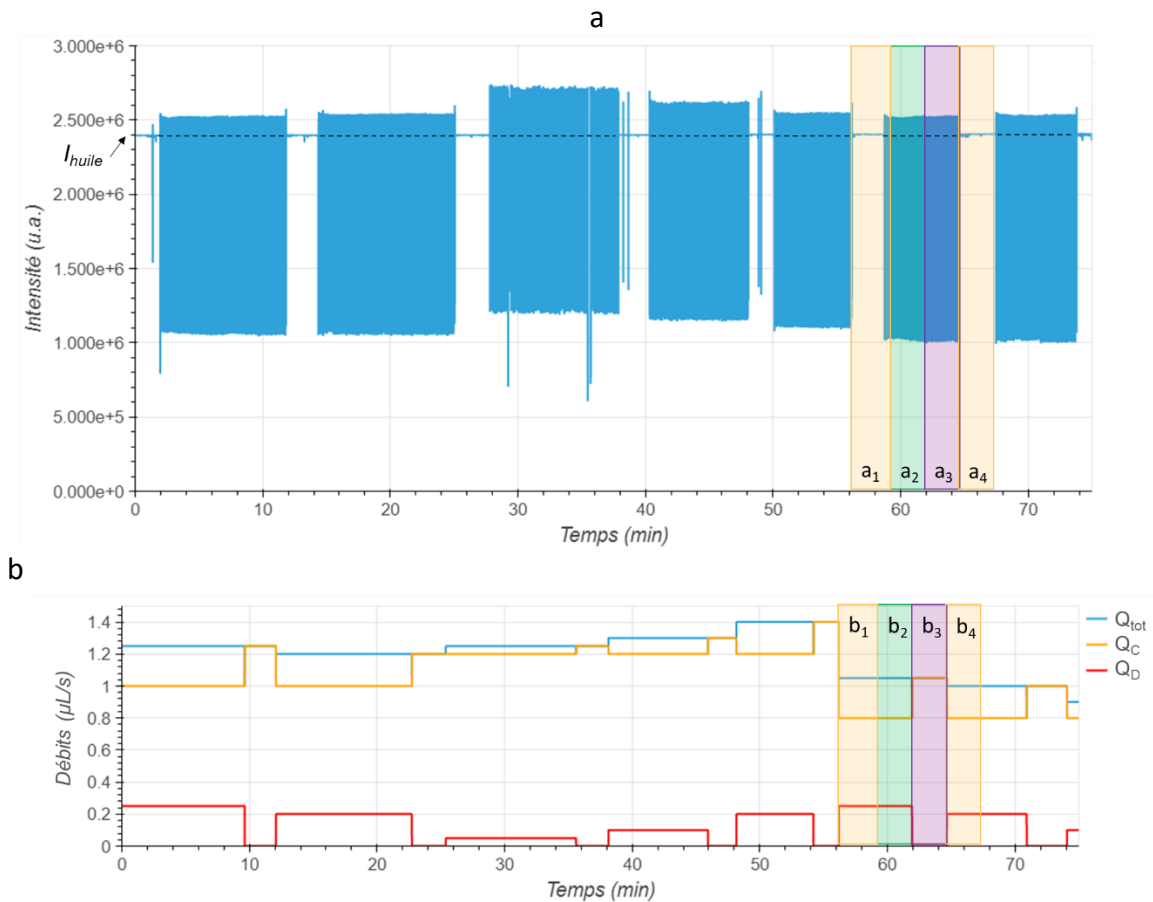 a
3.000e+6
2.500e+6
2.000e+6
1.500e+6
1.000e+6
5.000e+5
0.000e+0
Intensité (u.a.)
I_huile
a₁ a₂ a₃ a₄
0 10 20 30 40 50 60 70
Temps (min)
b
1.4
1.2
1
0.8
0.6
0.4
0.2
0
Débits (µL/s)
b₁ b₂ b₃ b₄
Q_tot
Q_C
Q_D
0 10 20 30 40 50 60 70
Temps (min)